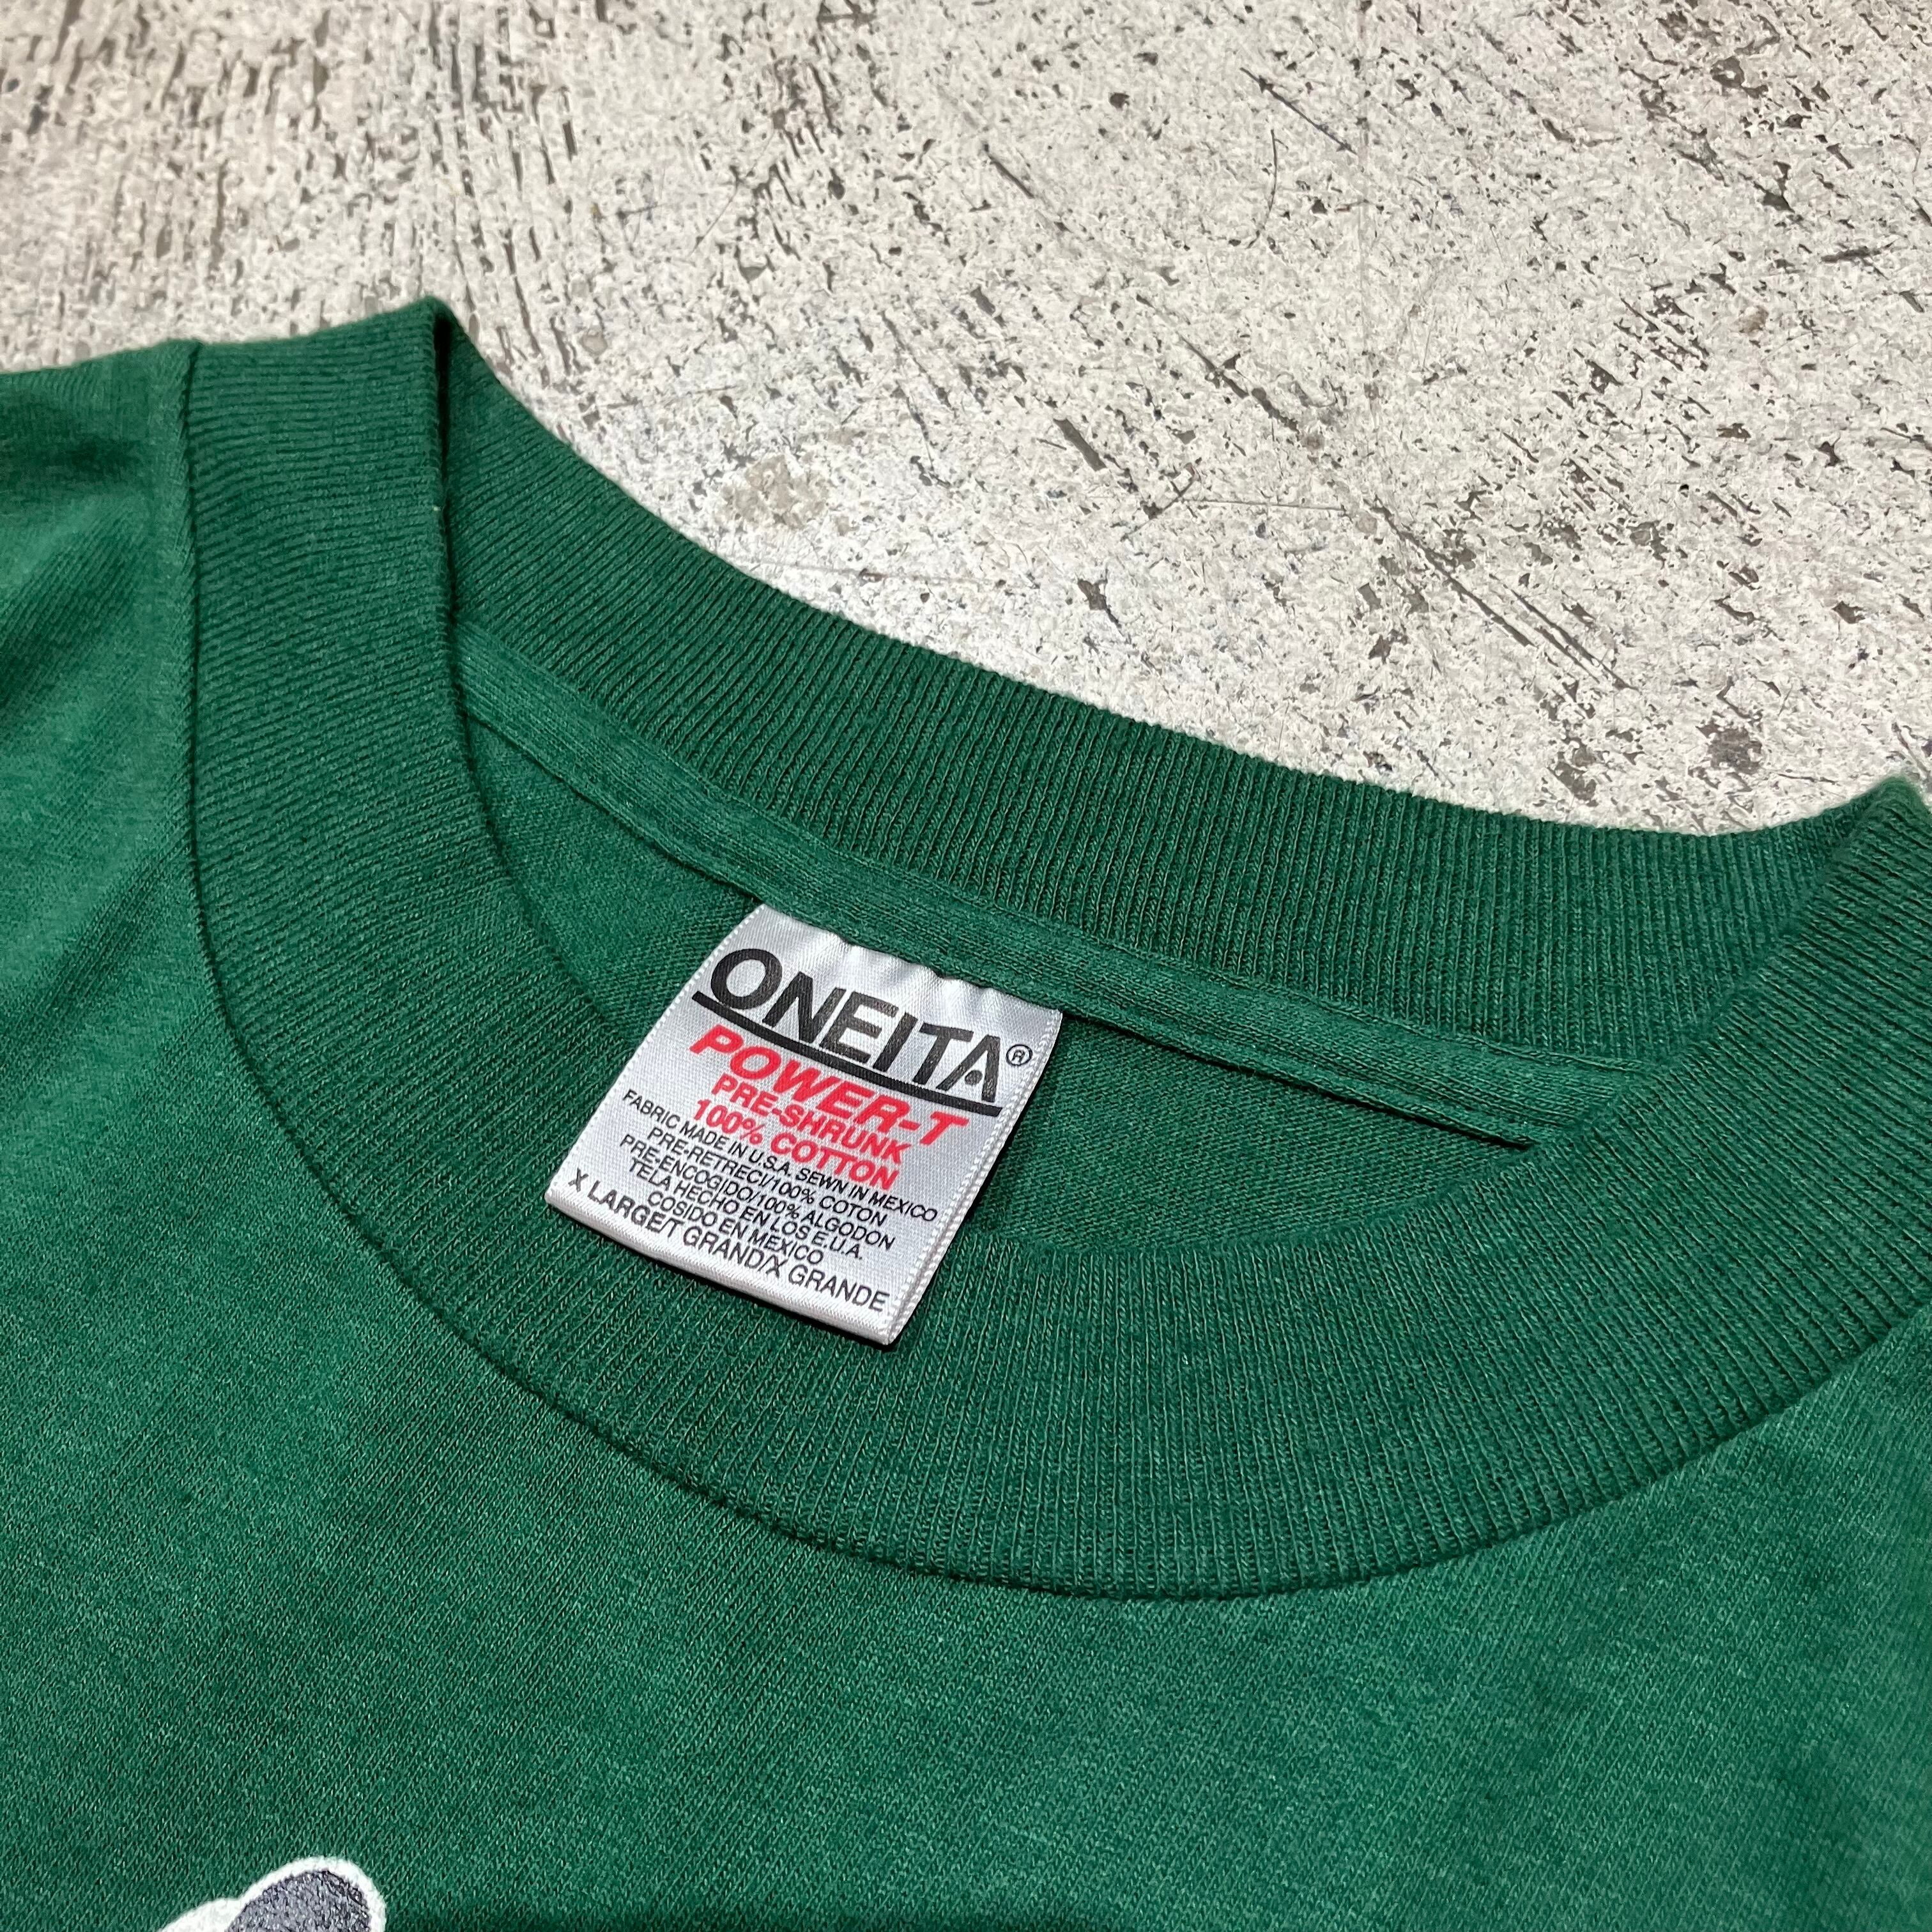 ONEITA®
POWER-T
PRE-SHRUNK
100% COTTON
FABRIC MADE IN U.S.A. SEWN IN MEXICO
PRE-RETRECI/100% COTON
PRE-ENCOGIDO/100% ALGODON
TELA HECHO EN LOS E.U.A.
COSIDO EN MEXICO
X LARGE/T GRAND/X GRANDE